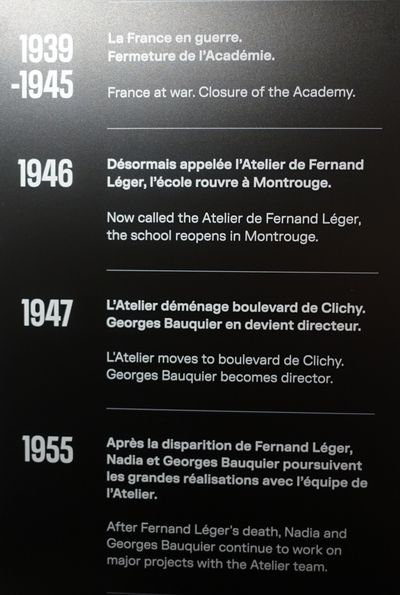 1939
-1945
La France en guerre.
Fermeture de l'Académie.
France at war. Closure of the Academy.
1946
Désormais appelée l'Atelier de Fernand
Léger, l'école rouvre à Montrouge.
Now called the Atelier de Fernand Léger,
the school reopens in Montrouge.
1947
L'Atelier déménage boulevard de Clichy.
Georges Bauquier en devient directeur.
L'Atelier moves to boulevard de Clichy.
Georges Bauquier becomes director.
1955
Après la disparition de Fernand Léger,
Nadia et Georges Bauquier poursuivent
les grandes réalisations avec l'équipe de
l'Atelier.
After Fernand Léger's death, Nadia and
Georges Bauquier continue to work on
major projects with the Atelier team.